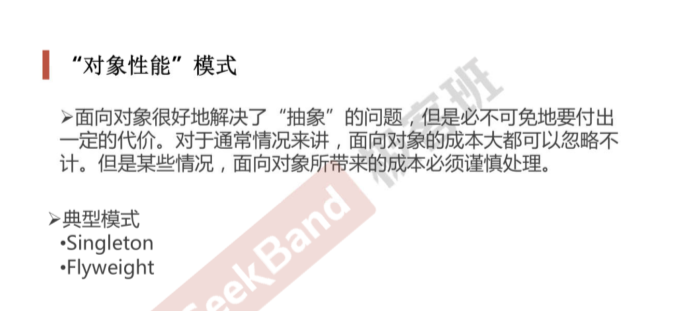 “对象性能”模式
➢面向对象很好地解决了“抽象”的问题，但是必不可免地要付出
一定的代价。对于通常情况来讲，面向对象的成本大都可以忽略不
计。但是某些情况，面向对象所带来的成本必须谨慎处理。
➢典型模式
•Singleton
•Flyweight
SeekBand 极客班